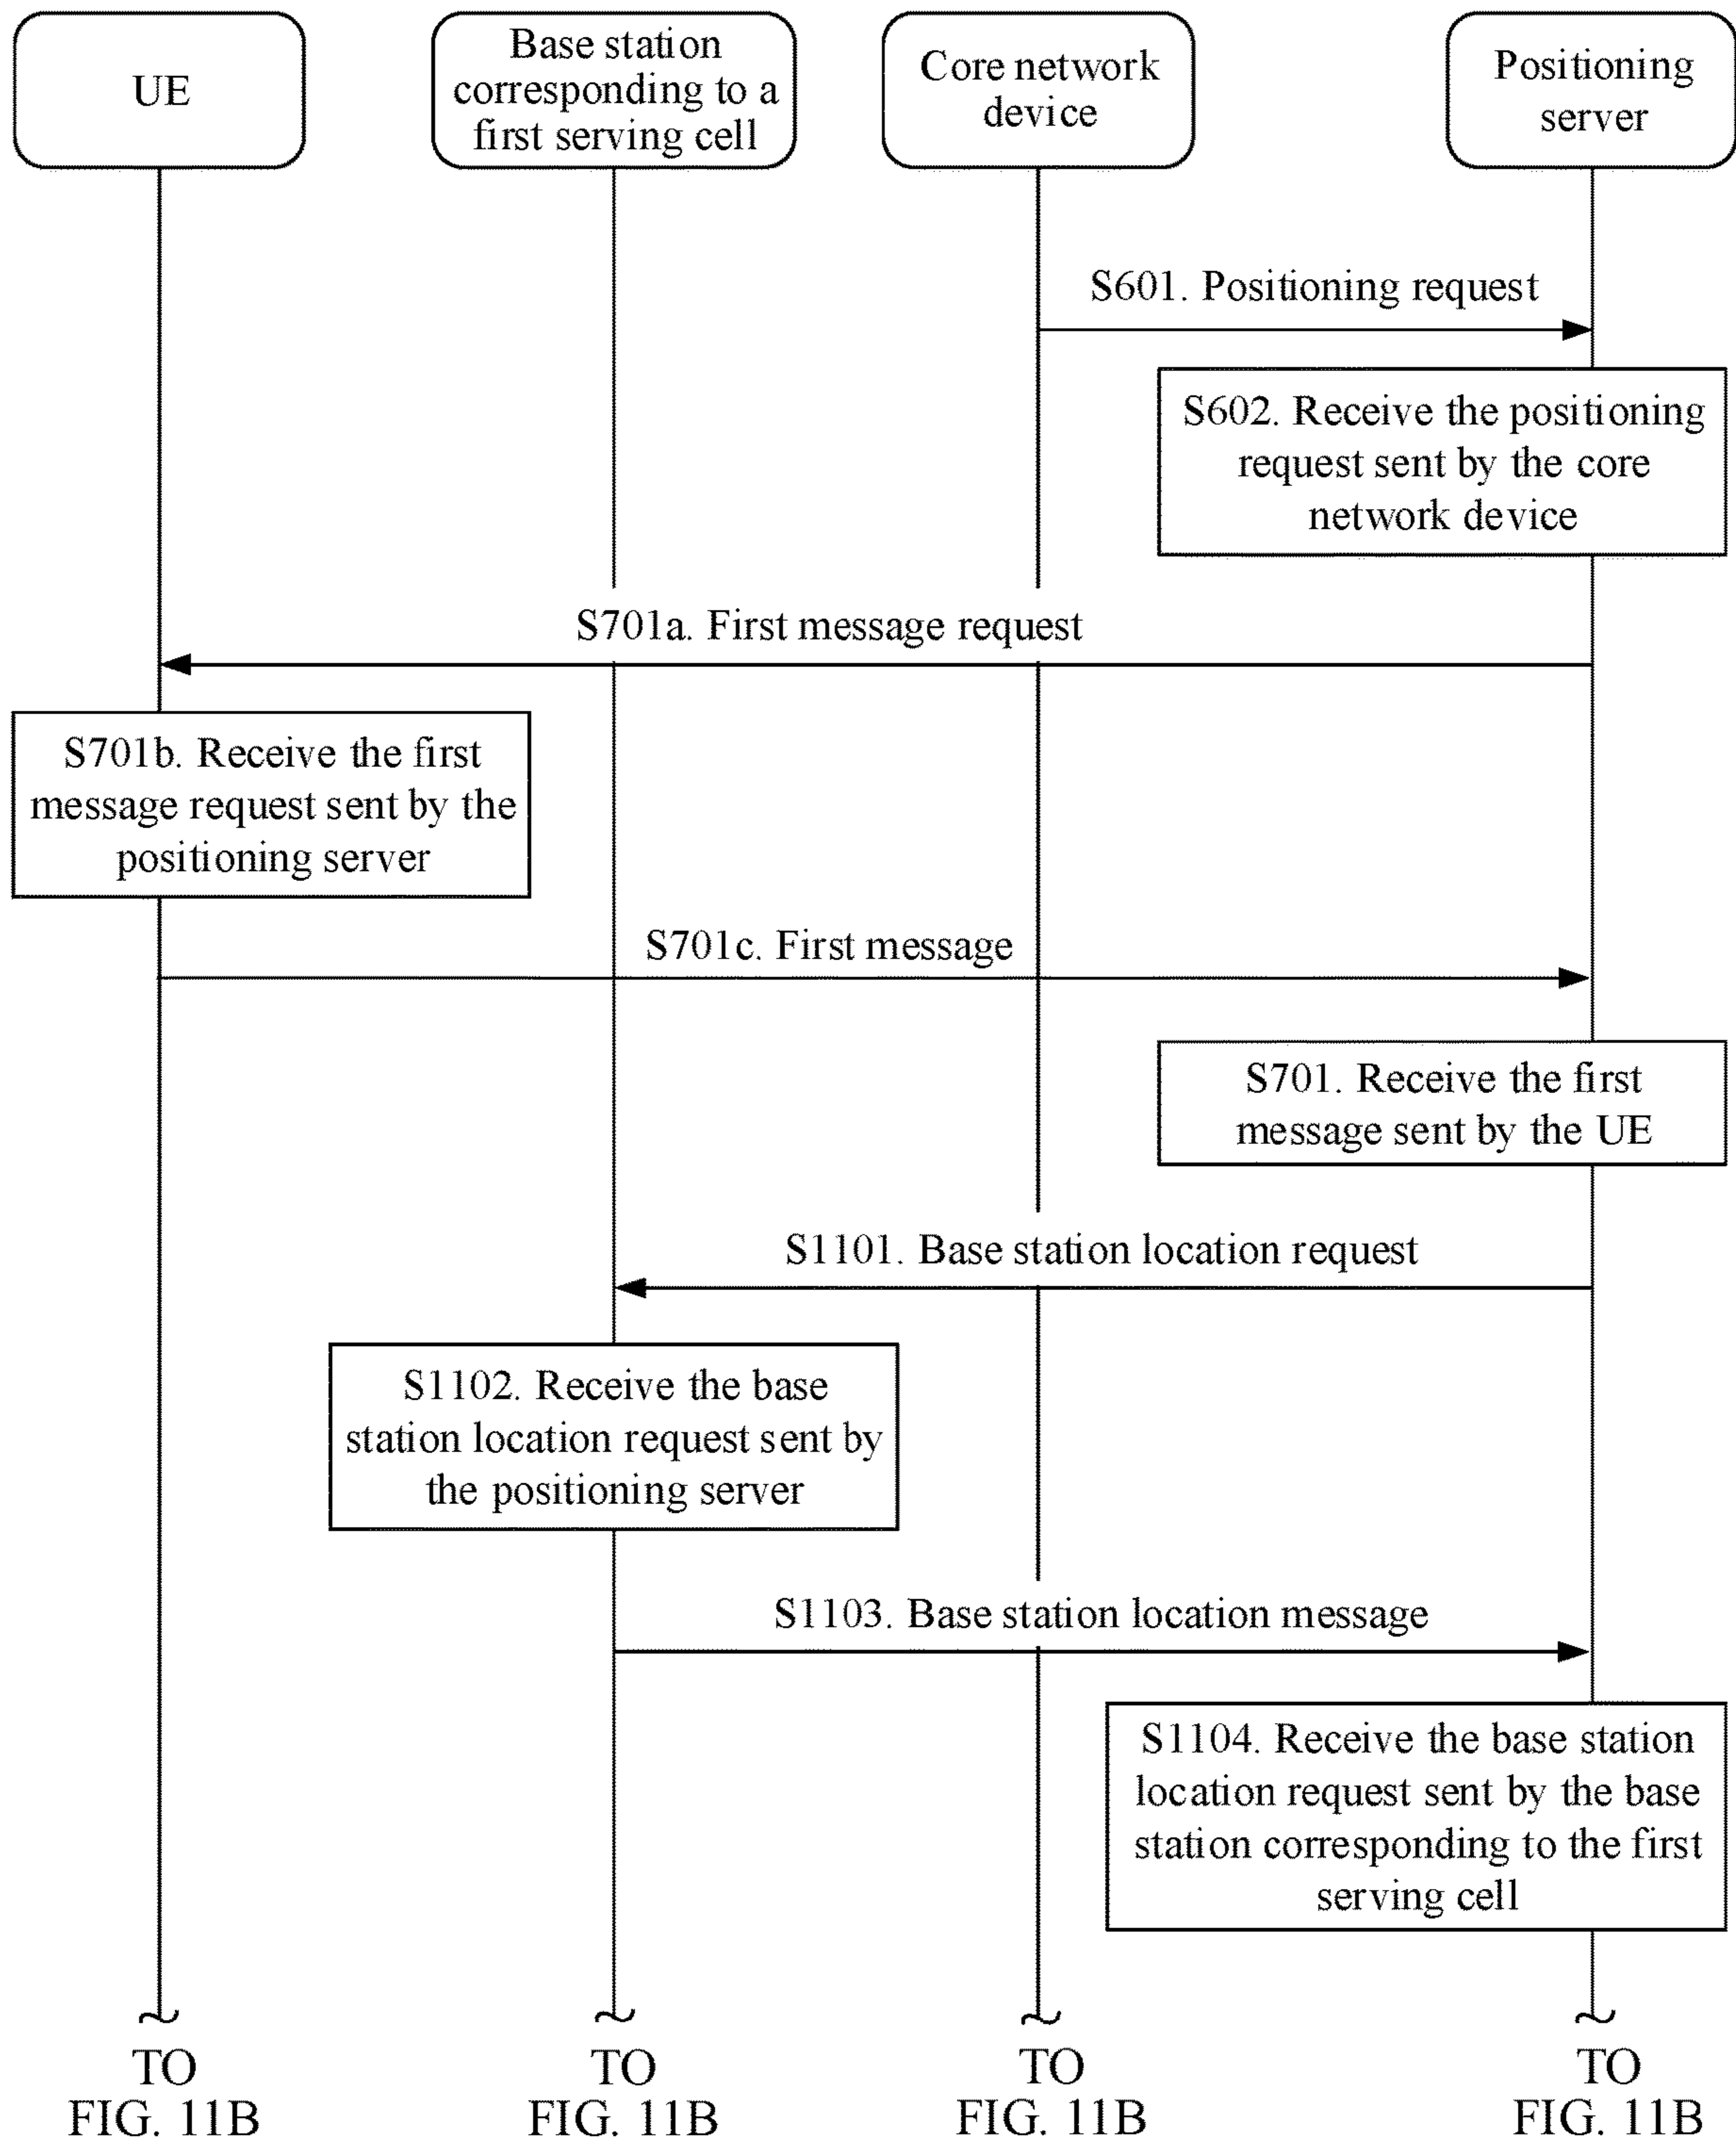 UE
Base station
corresponding to a
first serving cell
Core network
device
Positioning
server
S601. Positioning request
S602. Receive the positioning
request sent by the core
network device
S701a. First message request
S701b. Receive the first
message request sent by the
positioning server
S701c. First message
S701. Receive the first
message sent by the UE
S1101. Base station location request
S1102. Receive the base
station location request sent by
the positioning server
S1103. Base station location message
S1104. Receive the base station
location request sent by the base
station corresponding to the first
serving cell
TO
FIG. 11B
TO
FIG. 11B
TO
FIG. 11B
TO
FIG. 11B